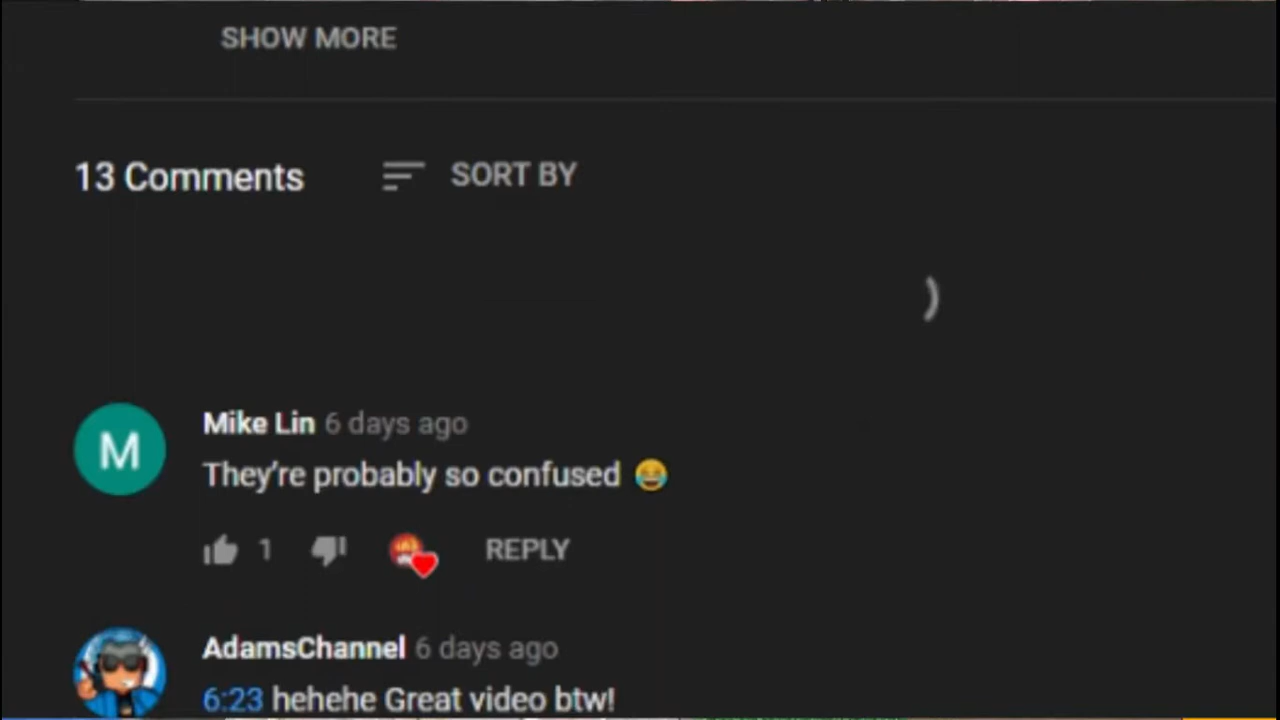 SHOW MORE
13 Comments SORT BY
M
Mike Lin 6 days ago
They're probably so confused 😂
1 REPLY
AdamsChannel 6 days ago
6:23 hehehe Great video btw!